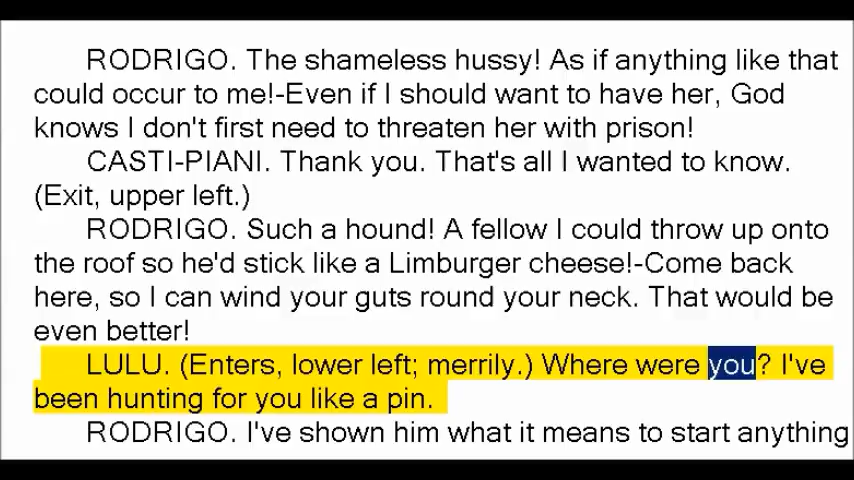 RODRIGO. The shameless hussy! As if anything like that
could occur to me!-Even if I should want to have her, God
knows I don't first need to threaten her with prison!
CASTI-PIANI. Thank you. That's all I wanted to know.
(Exit, upper left.)
RODRIGO. Such a hound! A fellow I could throw up onto
the roof so he'd stick like a Limburger cheese!-Come back
here, so I can wind your guts round your neck. That would be
even better!
LULU. (Enters, lower left; merrily.) Where were you? I've
been hunting for you like a pin.
RODRIGO. I've shown him what it means to start anything